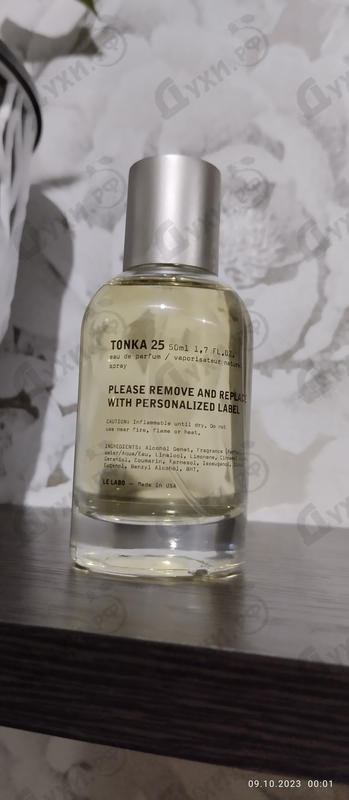 TONKA 25 50ml 1,7 FL.OZ.
eau de parfum / vaporisateur natural
spray
PLEASE REMOVE AND REPLACE
WITH PERSONALIZED LABEL
CAUTION: Inflammable until dry. Do not
use near fire, flame or heat.
INGREDIENTS: Alcohol Denat, Fragrance
Water/Aqua/Eau, Linalool, Limonene,
Geraniol, Coumarin, Farnesol, Isoeugenol,
Eugenol, Benzyl Alcohol, BHT.
LE LABO — Made in USA
Духи.РФ
09.10.2023 00:01